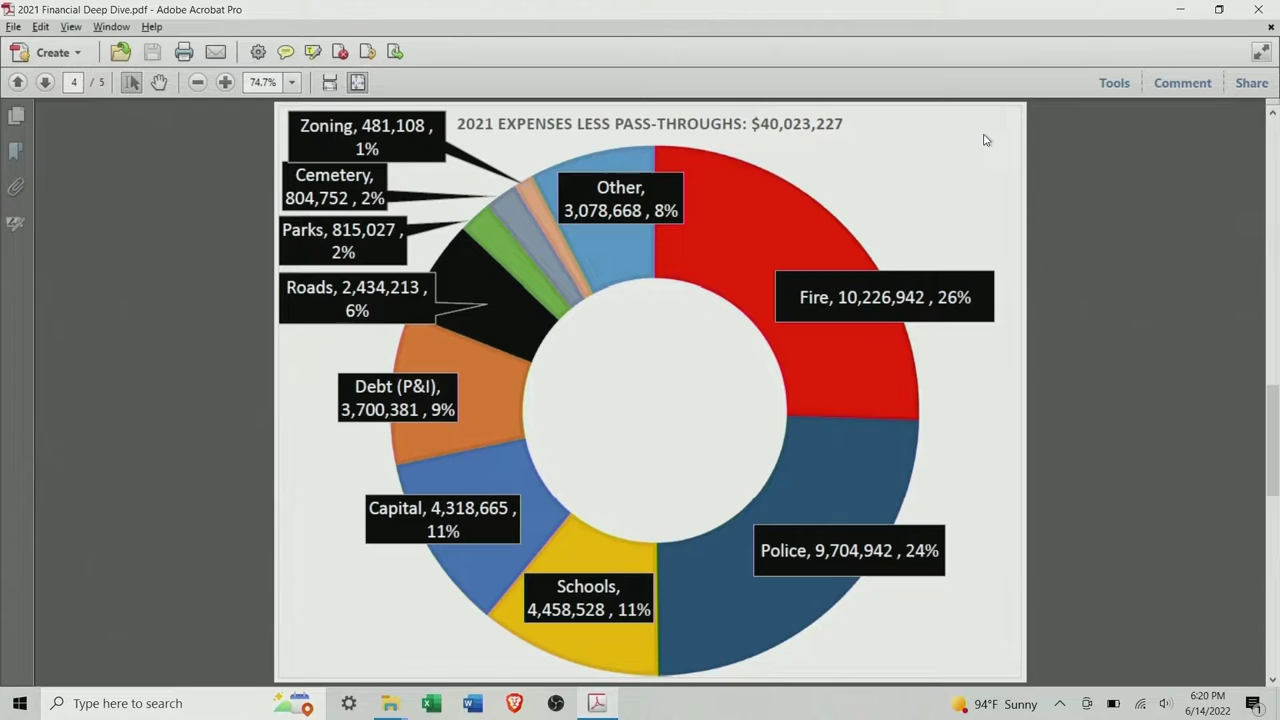 2021 Financial Deep Dive.pdf - Adobe Acrobat Pro
File Edit View Window Help
Create
4 / 5
74.7%
Tools Comment Share
2021 EXPENSES LESS PASS-THROUGHS: $40,023,227
Zoning, 481,108 ,
1%
Cemetery,
804,752 , 2%
Parks, 815,027 ,
2%
Roads, 2,434,213 ,
6%
Debt (P&I),
3,700,381 , 9%
Capital, 4,318,665 ,
11%
Schools,
4,458,528 , 11%
Other,
3,078,668 , 8%
Fire, 10,226,942 , 26%
Police, 9,704,942 , 24%
Type here to search
94°F Sunny
6:20 PM
6/14/2022
1